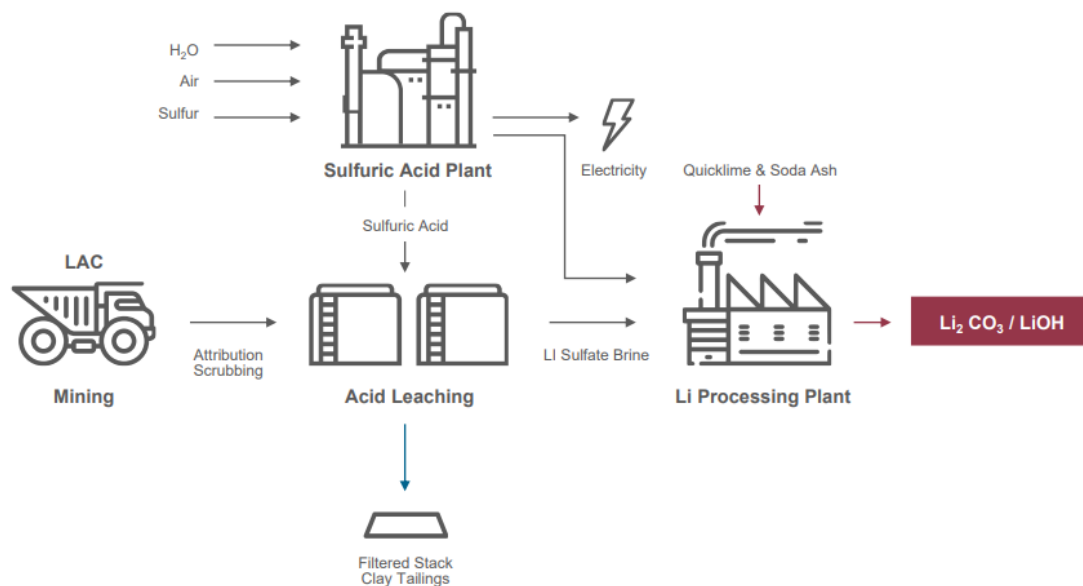 H₂O
Air
Sulfur
Sulfuric Acid Plant
Electricity
Quicklime & Soda Ash
Sulfuric Acid
LAC
Attribution
Scrubbing
LI Sulfate Brine
Li₂ CO₃ / LiOH
Mining
Acid Leaching
Li Processing Plant
Filtered Stack
Clay Tailings